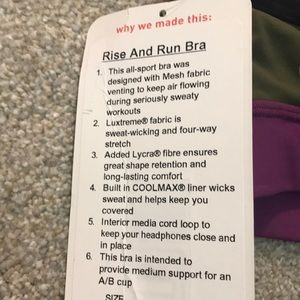 why we made this:
Rise And Run Bra
1. This all-sport bra was
designed with Mesh fabric
venting to keep air flowing
during seriously sweaty
workouts
2. Luxtreme® fabric is
sweat-wicking and four-way
stretch
3. Added Lycra® fibre ensures
great shape retention and
long-lasting comfort
4. Built in COOLMAX® liner wicks
sweat and helps keep you
covered
5. Interior media cord loop to
keep your headphones close and
in place
6. This bra is intended to
provide medium support for an
A/B cup
SIZE